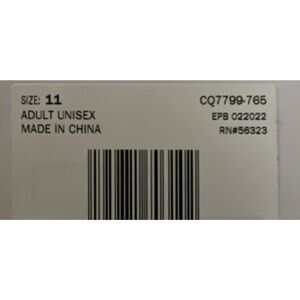 SIZE: 11 CQ7799-765
ADULT UNISEX EPB 022022
MADE IN CHINA RN#56323